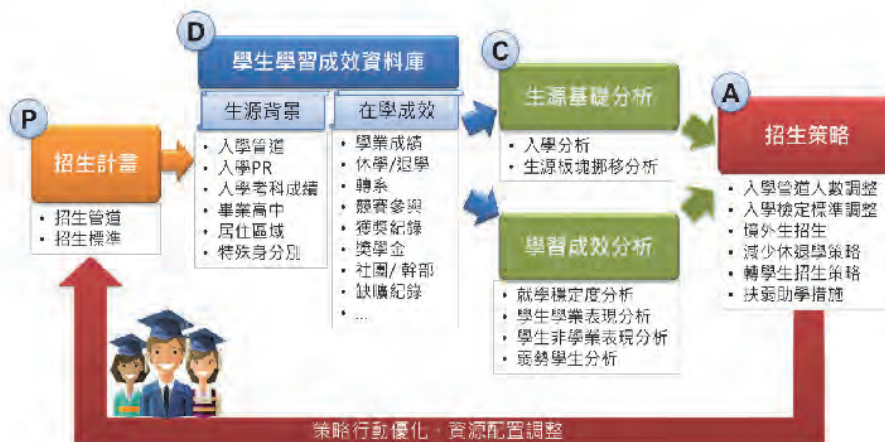 P
招生計畫
• 招生管道
• 招生標準
D
學生學習成效資料庫
生源背景
• 入學管道
• 入學PR
• 入學考科成績
• 畢業高中
• 居住區域
• 特殊身分別
在學成效
• 學業成績
• 休學/退學
• 轉系
• 競賽參與
• 獲獎紀錄
• 獎學金
• 社團/ 幹部
• 缺曠紀錄
• ...
C
生源基礎分析
• 入學分析
• 生源板塊挪移分析
學習成效分析
• 就學穩定度分析
• 學生學業表現分析
• 學生非學業表現分析
• 弱勢學生分析
A
招生策略
• 入學管道人數調整
• 入學檢定標準調整
• 境外生招生
• 減少休退學策略
• 轉學生招生策略
• 扶弱助學措施
策略行動優化、資源配置調整